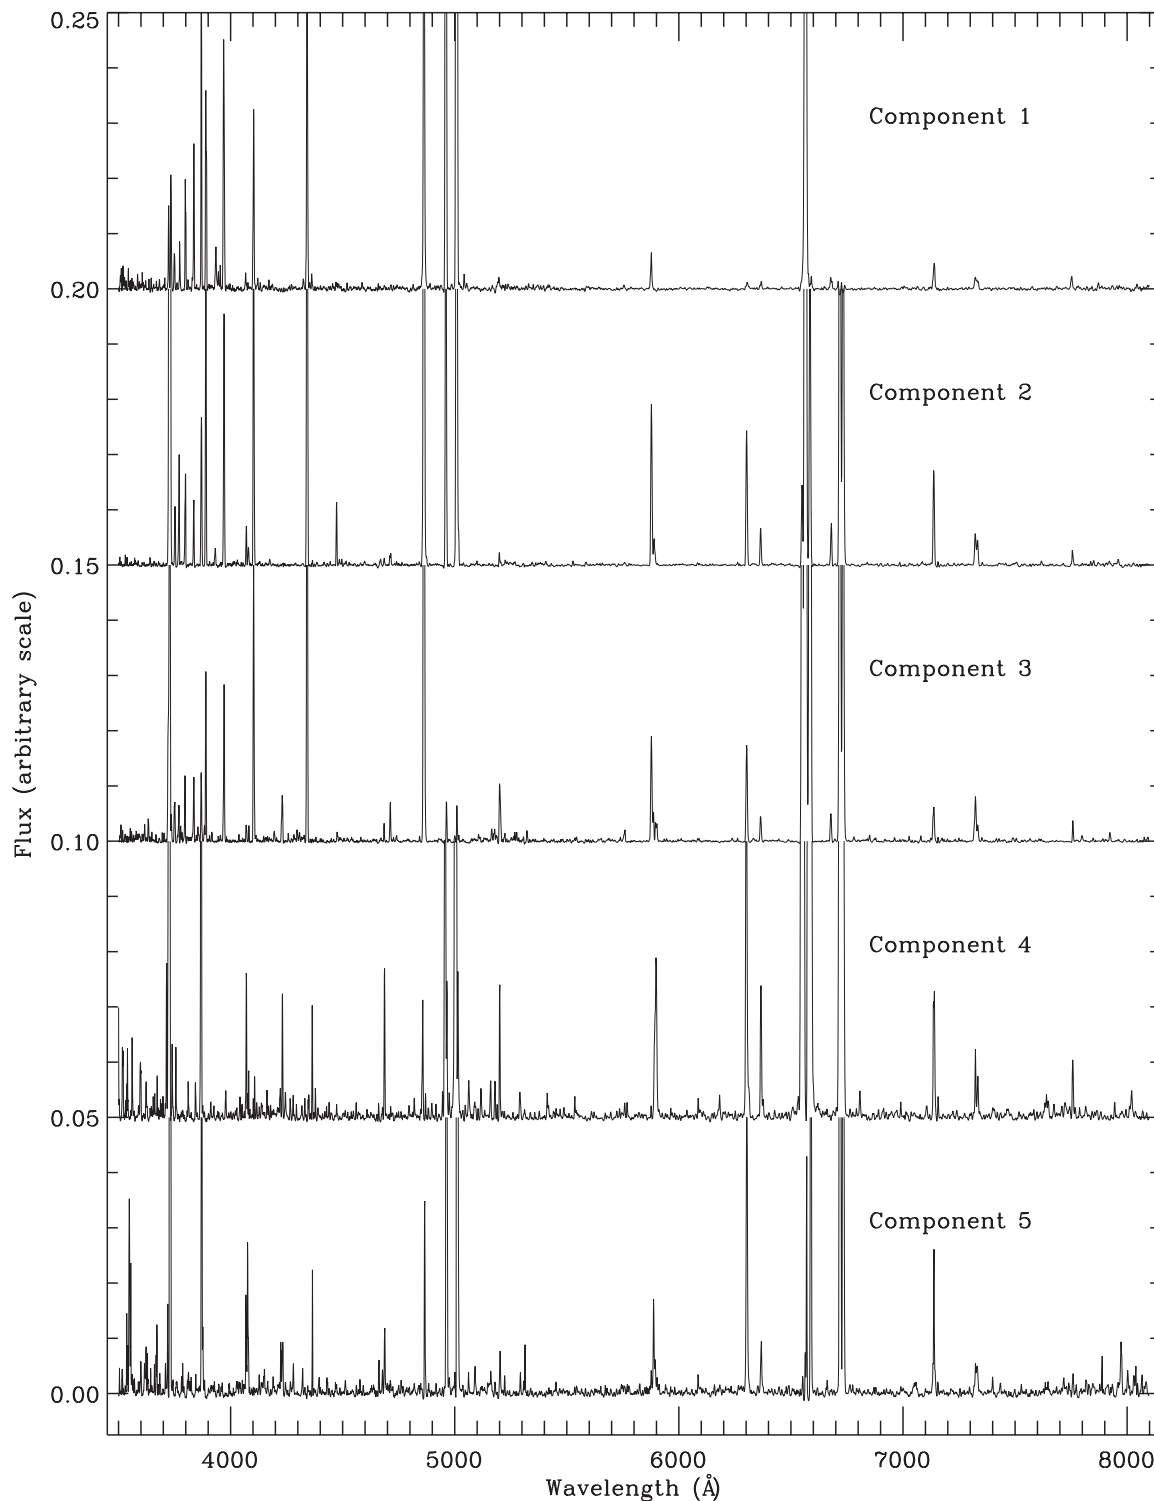 0.25
Component 1
0.20
Component 2
0.15
Component 3
0.10
Component 4
0.05
Component 5
0.00
Flux (arbitrary scale)
4000 5000 6000 7000 8000
Wavelength (Å)